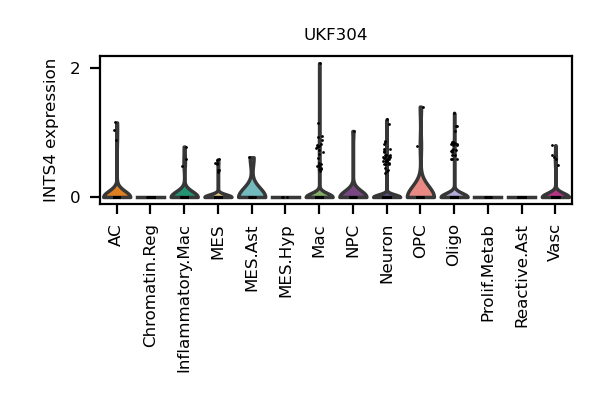 UKF304
INTS4 expression
2
0
AC
Chromatin.Reg
Inflammatory.Mac
MES
MES.Ast
MES.Hyp
Mac
NPC
Neuron
OPC
Oligo
Prolif.Metab
Reactive.Ast
Vasc